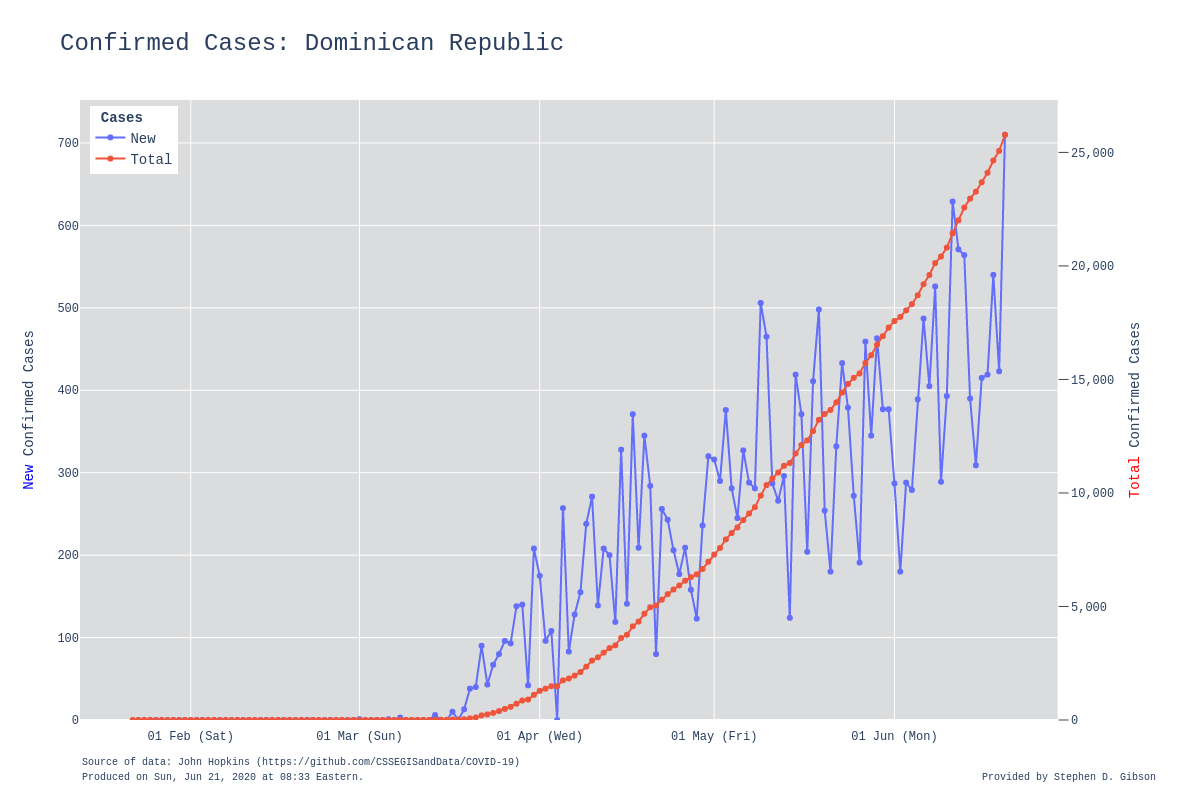 Confirmed Cases: Dominican Republic
Cases
New
Total
700
600
500
400
300
200
100
0
25,000
20,000
15,000
10,000
5,000
0
New Confirmed Cases
Total Confirmed Cases
01 Feb (Sat)
01 Mar (Sun)
01 Apr (Wed)
01 May (Fri)
01 Jun (Mon)
Source of data: John Hopkins (https://github.com/CSSEGISandData/COVID-19)
Produced on Sun, Jun 21, 2020 at 08:33 Eastern.
Provided by Stephen D. Gibson